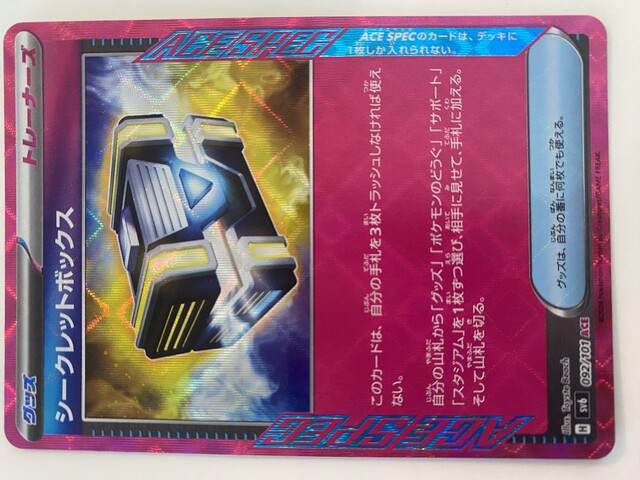 グッズ
トレーナーズ
シークレットボックス
ACE SPEC
ACE SPECのカードは、デッキに
1枚しか入れられない。
このカードは、自分の手札を3枚トラッシュしなければ使え
ない。
自分の山札から「グッズ」「ポケモンのどうぐ」「サポート」
「スタジアム」を1枚ずつ選び、相手に見せて、手札に加える。
そして山札を切る。
グッズは、自分の番に何枚でも使える。
ACE SPEC
Illus. Toyste Beach
H sv6 092/101 ACE